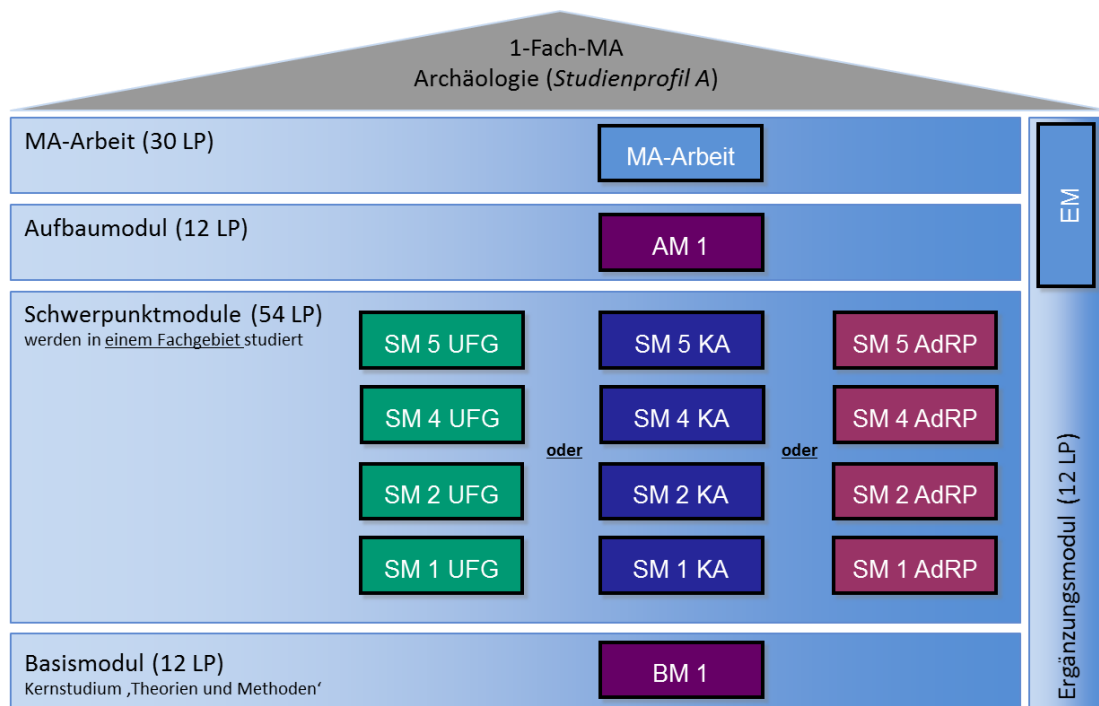 1-Fach-MA
Archäologie (Studienprofil A)
MA-Arbeit (30 LP)
MA-Arbeit
EM
Aufbaumodul (12 LP)
AM 1
Schwerpunktmodule (54 LP)
werden in einem Fachgebiet studiert
SM 5 UFG
SM 5 KA
SM 5 AdRP
SM 4 UFG
SM 4 KA
SM 4 AdRP
oder
oder
SM 2 UFG
SM 2 KA
SM 2 AdRP
SM 1 UFG
SM 1 KA
SM 1 AdRP
Ergänzungsmodul (12 LP)
Basismodul (12 LP)
Kernstudium ‚Theorien und Methoden‘
BM 1